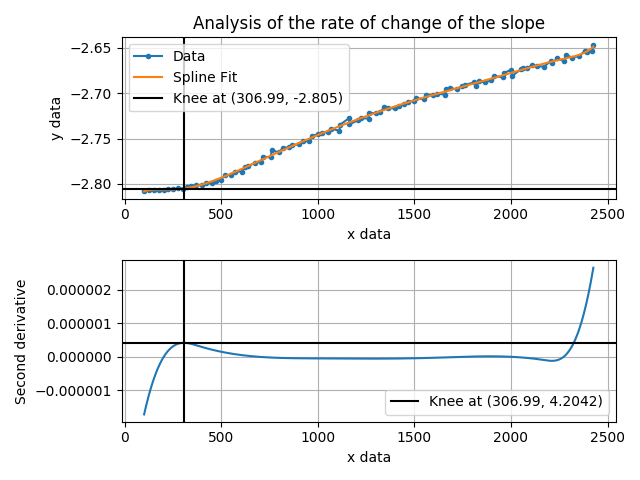 Analysis of the rate of change of the slope
−2.65
−2.70
−2.75
−2.80
y data
Data
Spline Fit
Knee at (306.99, -2.805)
0 500 1000 1500 2000 2500
x data
0.000002
0.000001
0.000000
−0.000001
Second derivative
Knee at (306.99, 4.2042)
0 500 1000 1500 2000 2500
x data